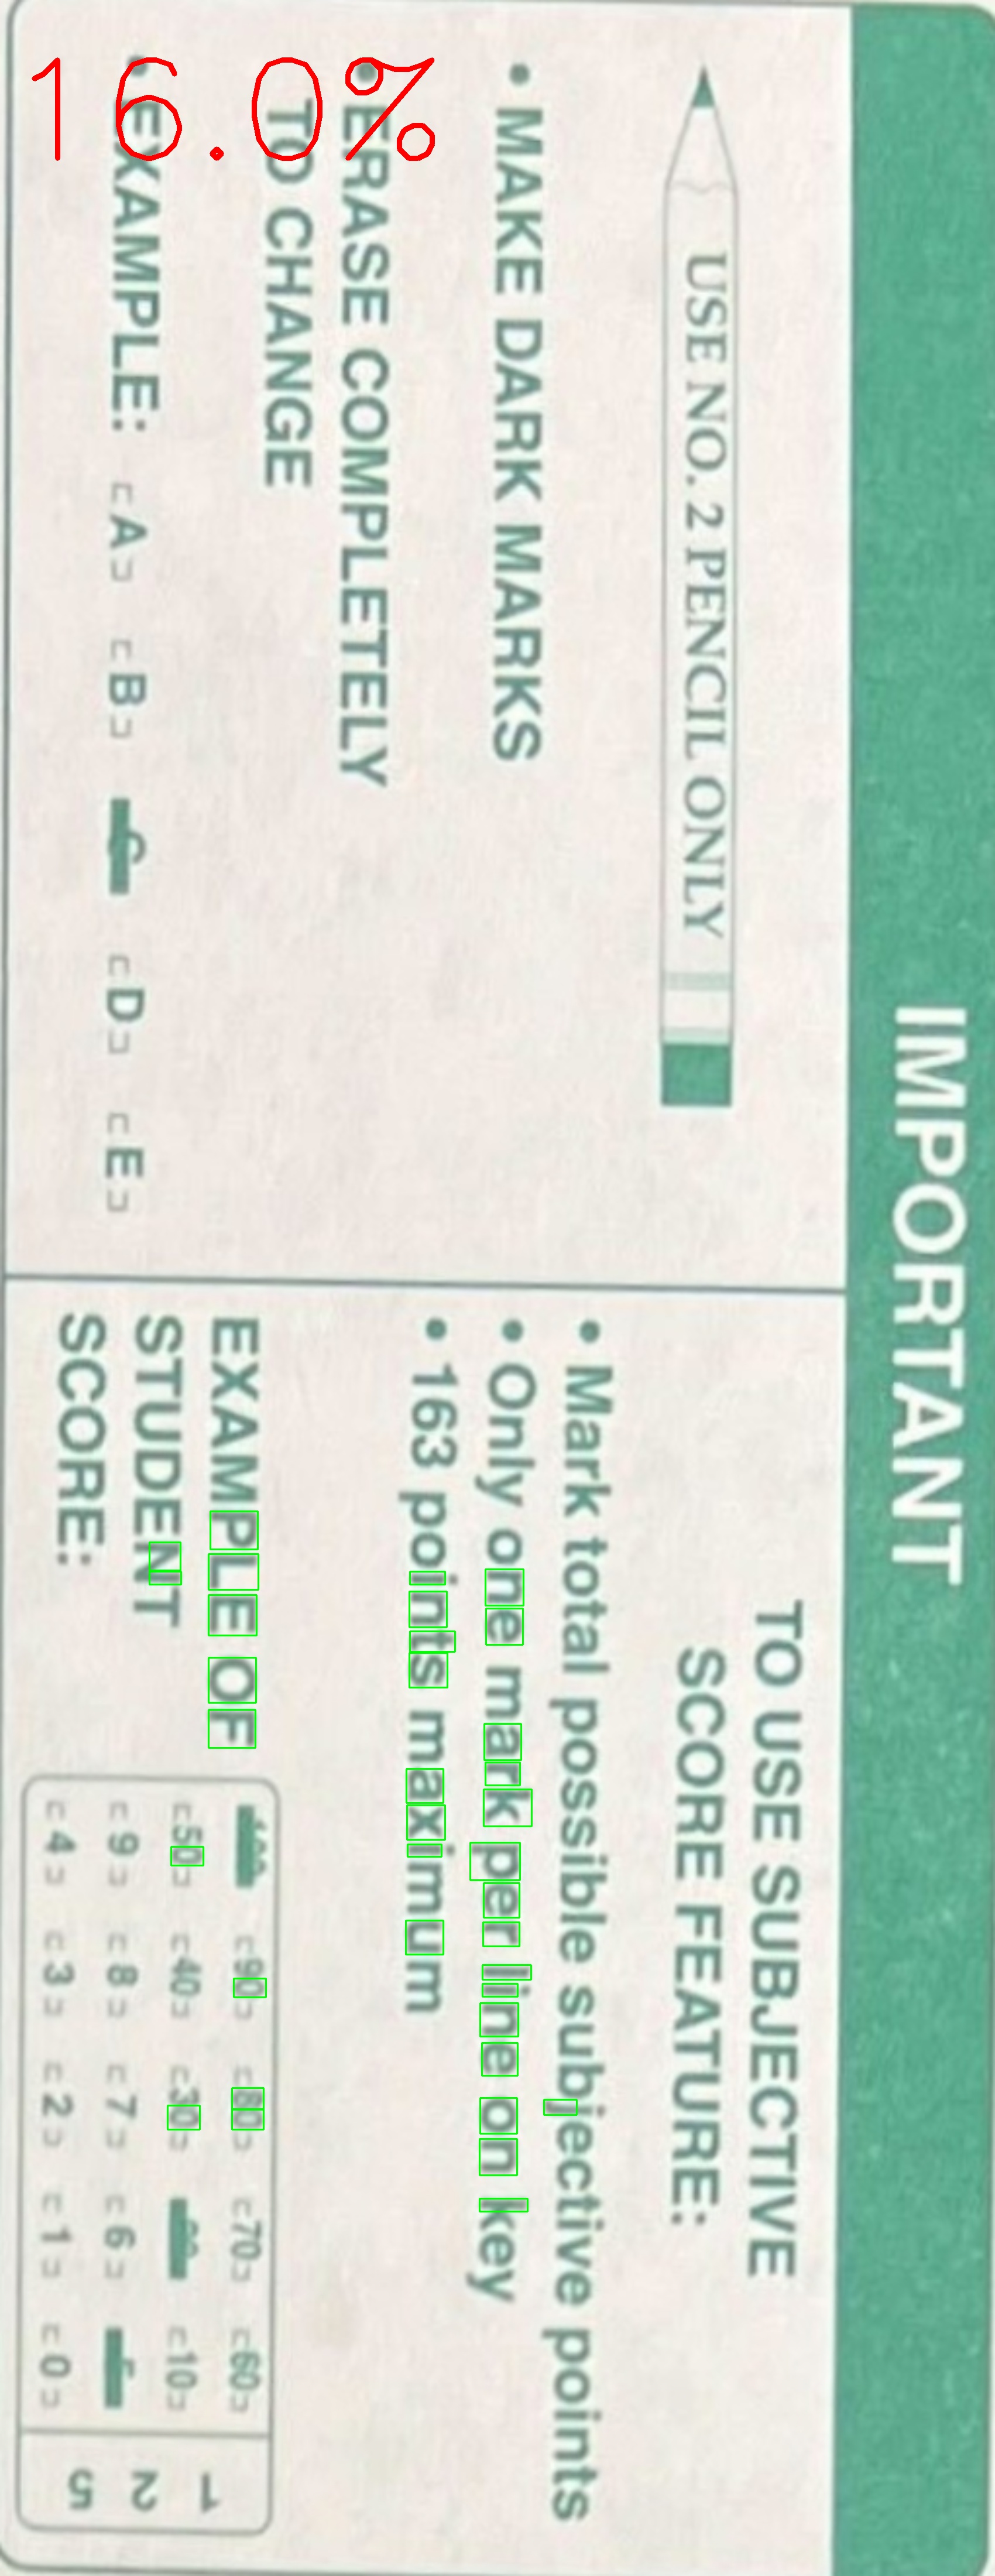 16.0%
IMPORTANT
USE NO. 2 PENCIL ONLY
• MAKE DARK MARKS
• ERASE COMPLETELY
TO CHANGE
• EXAMPLE: A B C D E
TO USE SUBJECTIVE
SCORE FEATURE:
• Mark total possible subjective points
• Only one mark per line on key
• 163 points maximum
EXAMPLE OF
STUDENT
SCORE:
100 90 80 70 60
50 40 30 20 10
9 8 7 6 5
4 3 2 1 0
1
2
5